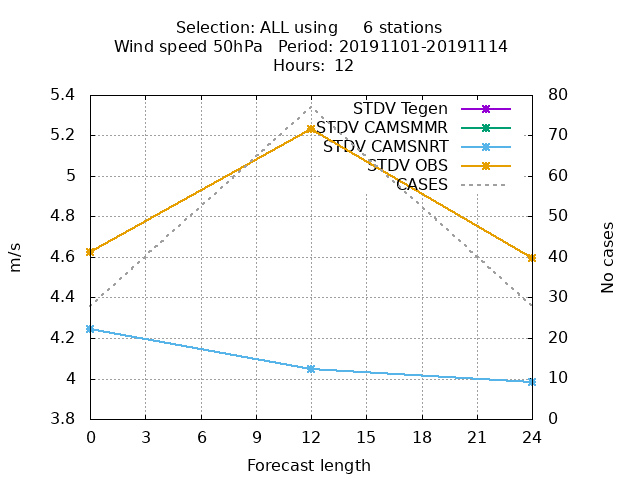 Selection: ALL using     6 stations
Wind speed 50hPa   Period: 20191101-20191114
Hours: 12
5.4
5.2
5
4.8
4.6
4.4
4.2
4
3.8
80
70
60
50
40
30
20
10
0
STDV Tegen
STDV CAMSMMR
STDV CAMSNRT
STDV OBS
CASES
m/s
No cases
0 3 6 9 12 15 18 21 24
Forecast length